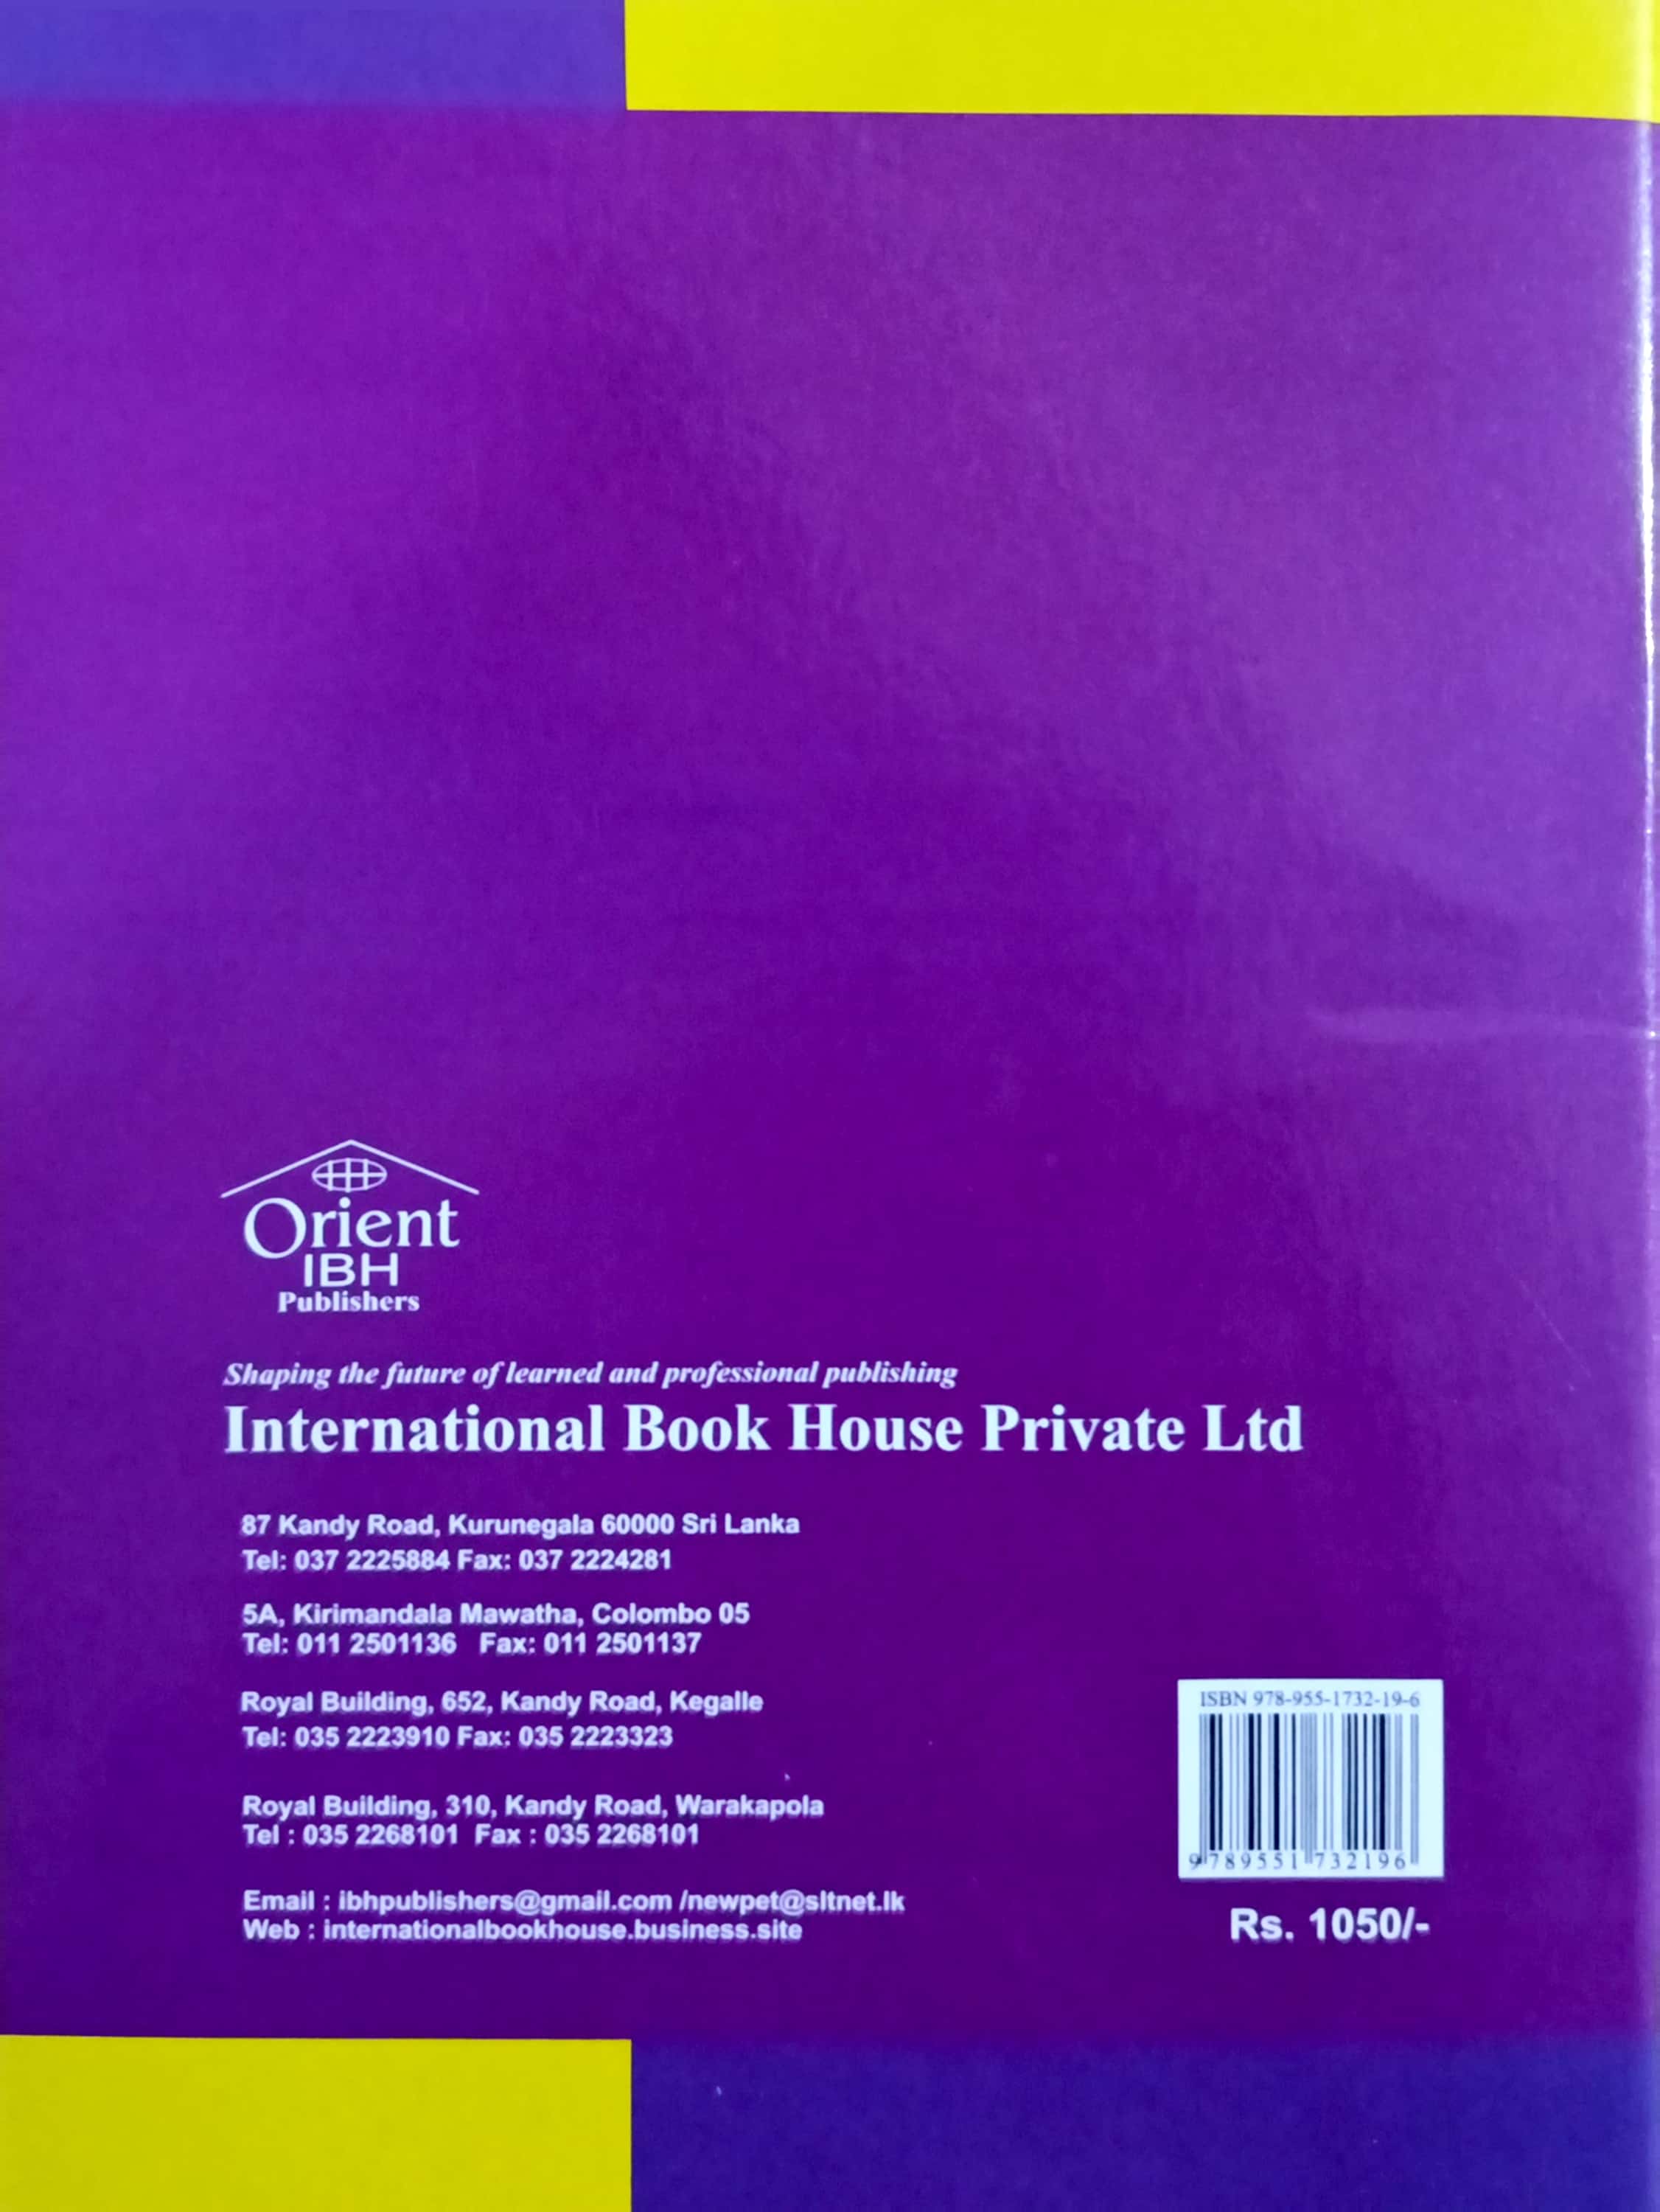 Orient
IBH
Publishers
Shaping the future of learned and professional publishing
International Book House Private Ltd
87 Kandy Road, Kurunegala 60000 Sri Lanka
Tel: 037 2225884 Fax: 037 2224281
5A, Kirimandala Mawatha, Colombo 05
Tel: 011 2501136 Fax: 011 2501137
Royal Building, 652, Kandy Road, Kegalle
Tel: 035 2223910 Fax: 035 2223323
Royal Building, 310, Kandy Road, Warakapola
Tel : 035 2268101 Fax : 035 2268101
Email : ibhpublishers@gmail.com /newpet@sltnet.lk
Web : internationalbookhouse.business.site
ISBN 978-955-1732-19-6
9 789551 732196
Rs. 1050/-